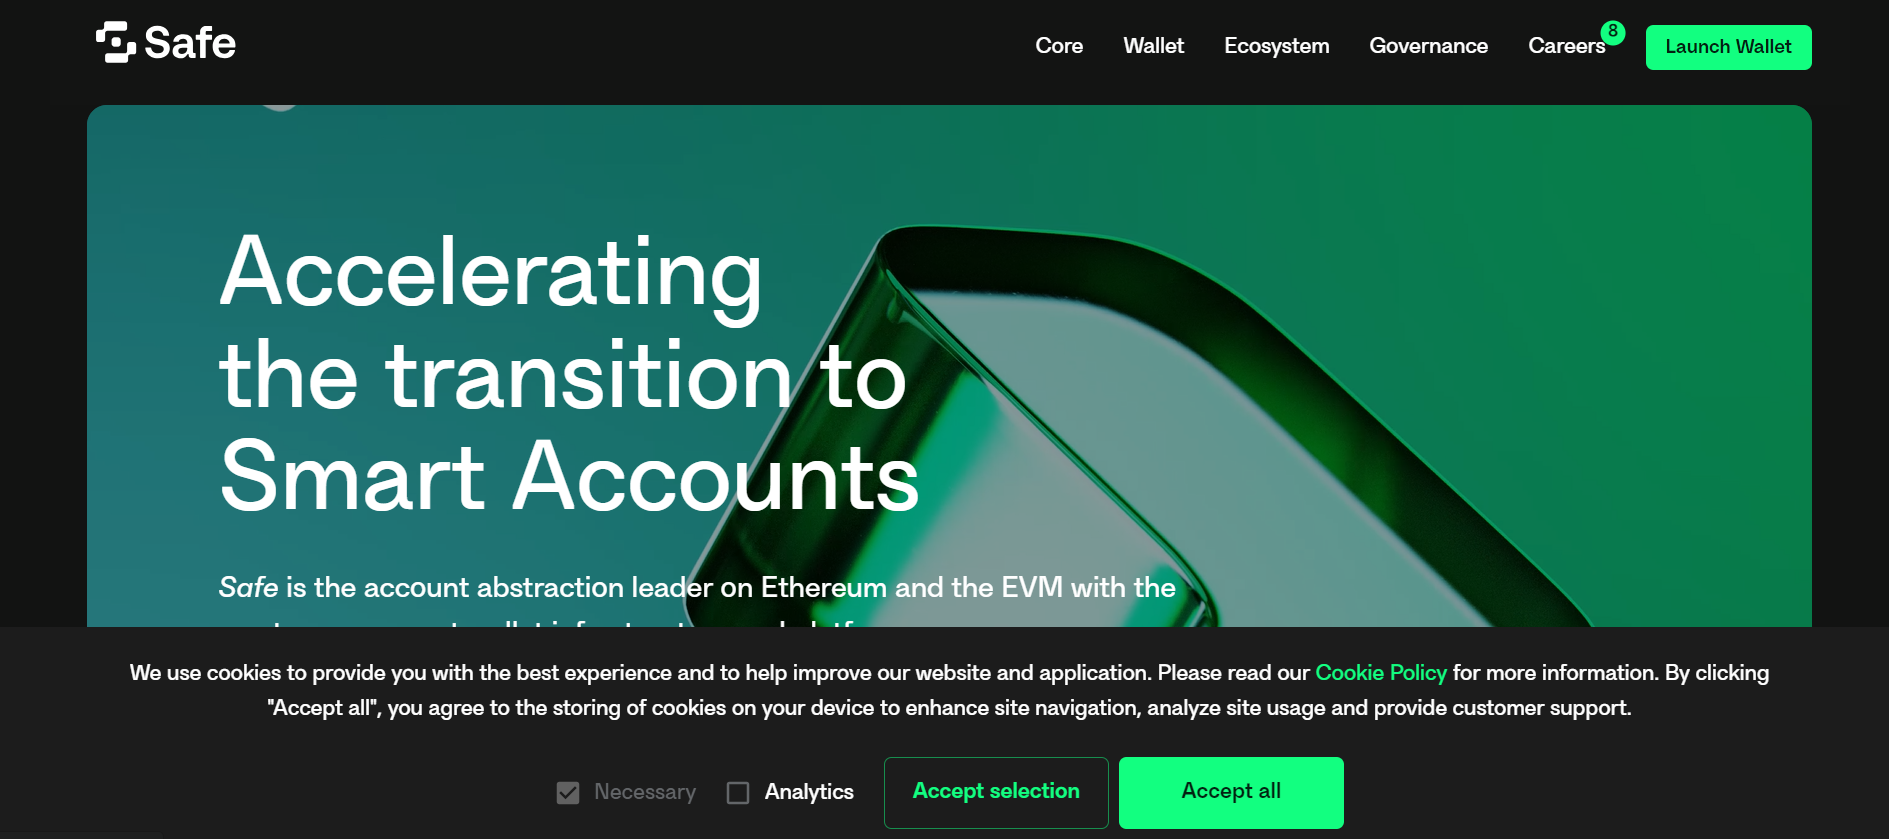 Safe
Core Wallet Ecosystem Governance Careers 8 Launch Wallet
Accelerating
the transition to
Smart Accounts
Safe is the account abstraction leader on Ethereum and the EVM with the
We use cookies to provide you with the best experience and to help improve our website and application. Please read our Cookie Policy for more information. By clicking
"Accept all", you agree to the storing of cookies on your device to enhance site navigation, analyze site usage and provide customer support.
Necessary Analytics Accept selection Accept all